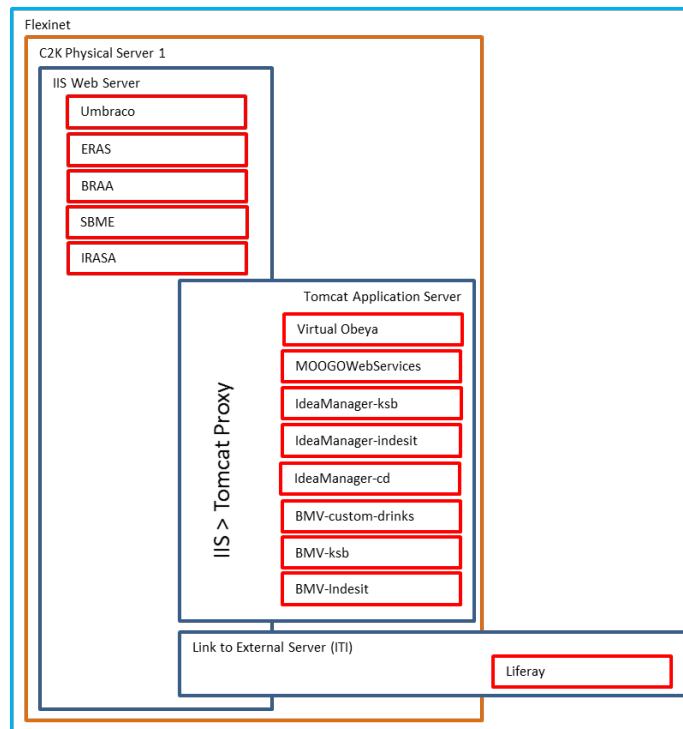 Flexinet
C2K Physical Server 1
IIS Web Server
Umbraco
ERAS
BRAA
SBME
IRASA
Tomcat Application Server
IIS > Tomcat Proxy
Virtual Obeya
MOOGOWebServices
IdeaManager-ksb
IdeaManager-indesit
IdeaManager-cd
BMV-custom-drinks
BMV-ksb
BMV-Indesit
Link to External Server (ITI)
Liferay